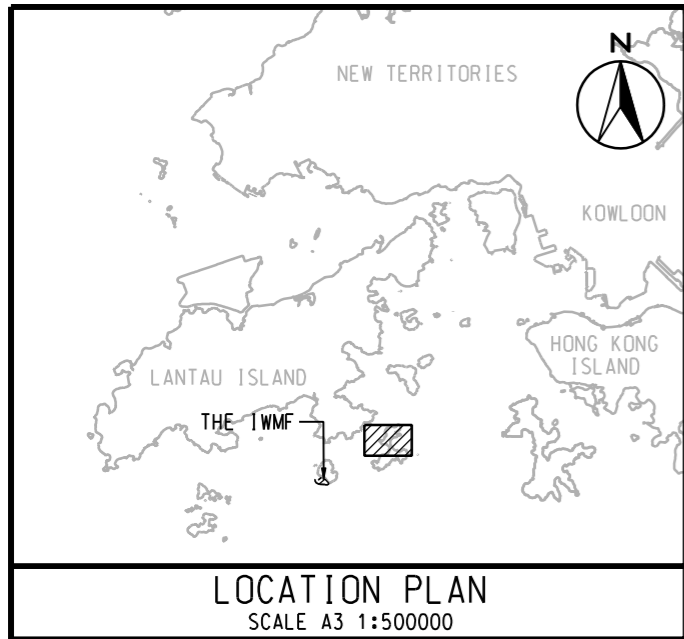 N
NEW TERRITORIES
KOWLOON
HONG KONG
ISLAND
LANTAU ISLAND
THE IWMF
LOCATION PLAN
SCALE A3 1:500000